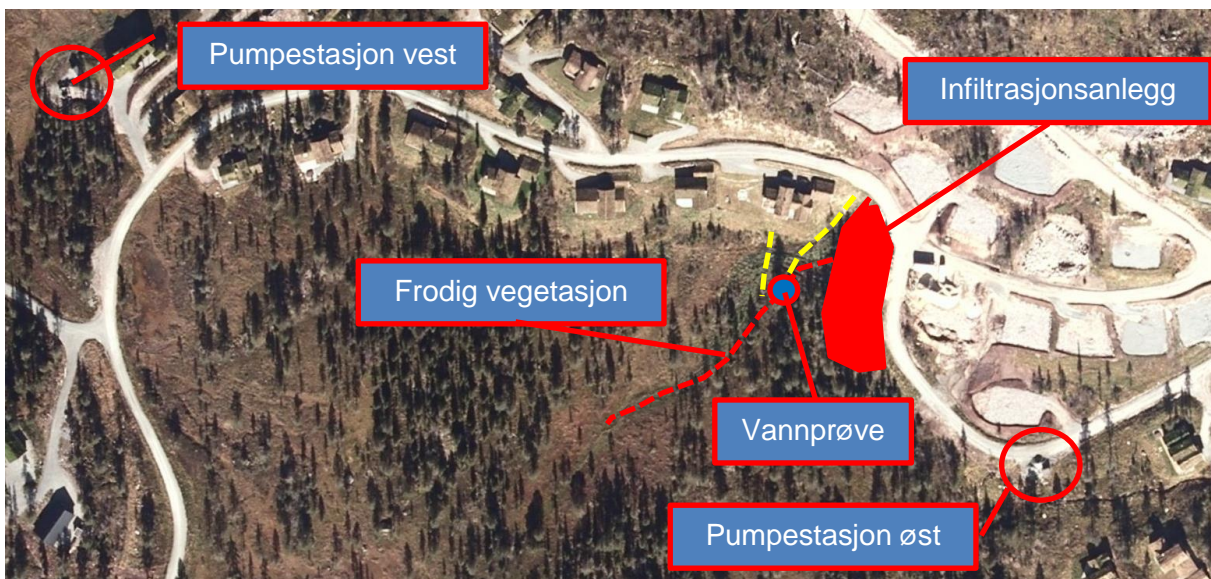 Pumpestasjon vest
Infiltrasjonsanlegg
Frodig vegetasjon
Vannprøve
Pumpestasjon øst